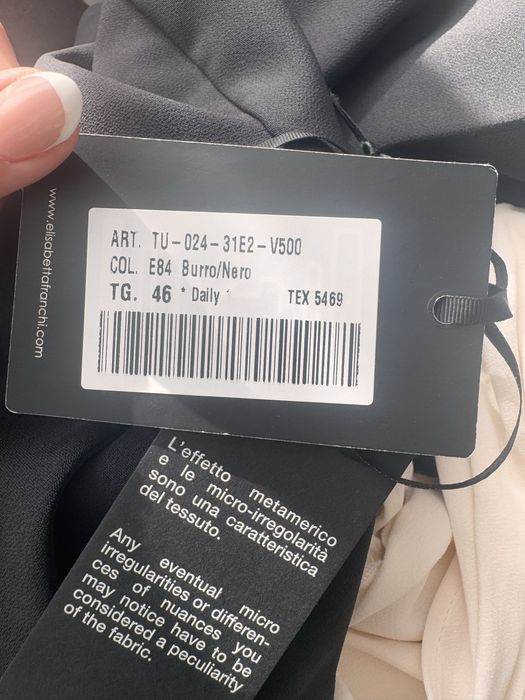 www.elisabettafranchi.com
ART. TU-024-31E2-V500
COL. E84 Burro/Nero
TG. 46 * Daily * TEX 5469
L'effetto metamerico
e le micro-irregolarità
sono una caratteristica
del tessuto.
Any eventual micro
irregularities or differen-
ces of nuances you
may notice have to be
considered a peculiarity
of the fabric.